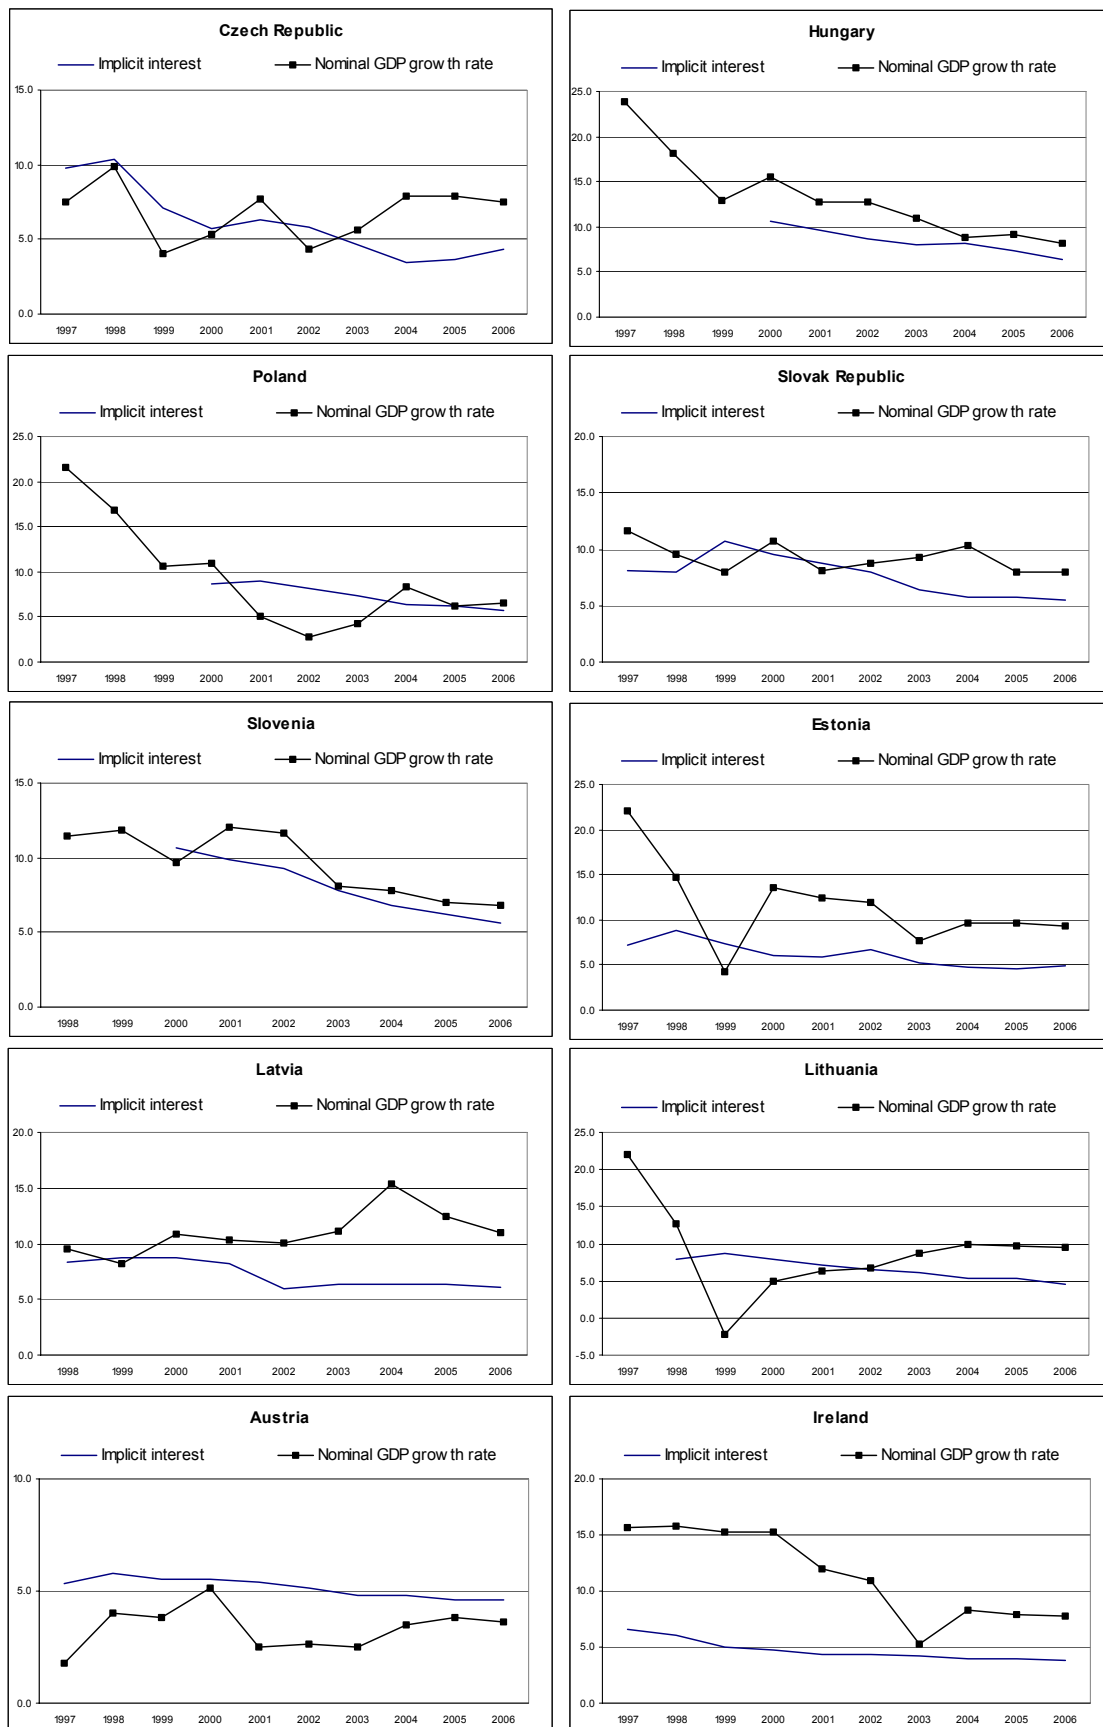 Czech Republic
Implicit interest Nominal GDP grow th rate
15.0
10.0
5.0
0.0
1997 1998 1999 2000 2001 2002 2003 2004 2005 2006
Hungary
Implicit interest Nominal GDP grow th rate
25.0
20.0
15.0
10.0
5.0
0.0
1997 1998 1999 2000 2001 2002 2003 2004 2005 2006
Poland
Implicit interest Nominal GDP grow th rate
25.0
20.0
15.0
10.0
5.0
0.0
1997 1998 1999 2000 2001 2002 2003 2004 2005 2006
Slovak Republic
Implicit interest Nominal GDP grow th rate
20.0
15.0
10.0
5.0
0.0
1997 1998 1999 2000 2001 2002 2003 2004 2005 2006
Slovenia
Implicit interest Nominal GDP grow th rate
15.0
10.0
5.0
0.0
1998 1999 2000 2001 2002 2003 2004 2005 2006
Estonia
Implicit interest Nominal GDP grow th rate
25.0
20.0
15.0
10.0
5.0
0.0
1997 1998 1999 2000 2001 2002 2003 2004 2005 2006
Latvia
Implicit interest Nominal GDP grow th rate
20.0
15.0
10.0
5.0
0.0
1998 1999 2000 2001 2002 2003 2004 2005 2006
Lithuania
Implicit interest Nominal GDP grow th rate
25.0
20.0
15.0
10.0
5.0
0.0
-5.0
1997 1998 1999 2000 2001 2002 2003 2004 2005 2006
Austria
Implicit interest Nominal GDP grow th rate
10.0
5.0
0.0
1997 1998 1999 2000 2001 2002 2003 2004 2005 2006
Ireland
Implicit interest Nominal GDP grow th rate
20.0
15.0
10.0
5.0
0.0
1997 1998 1999 2000 2001 2002 2003 2004 2005 2006